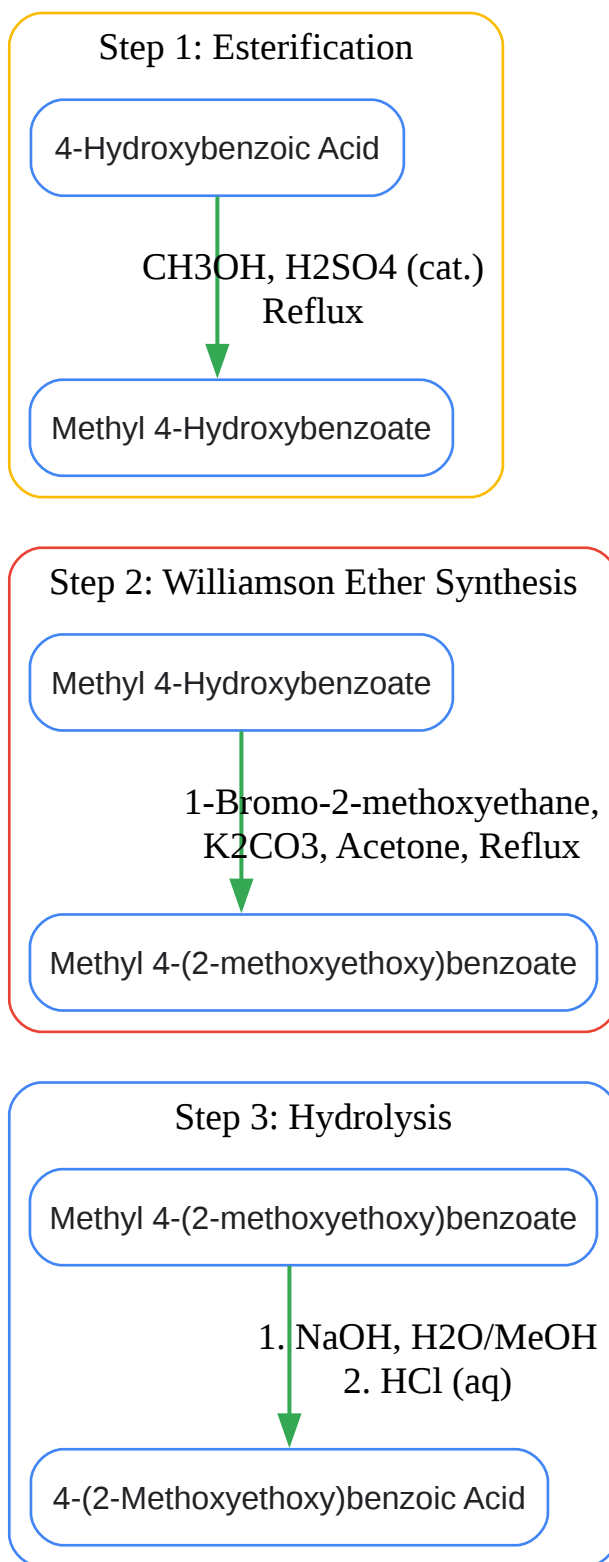 Step 1: Esterification
4-Hydroxybenzoic Acid
CH3OH, H2SO4 (cat.)
Reflux
Methyl 4-Hydroxybenzoate
Step 2: Williamson Ether Synthesis
Methyl 4-Hydroxybenzoate
1-Bromo-2-methoxyethane,
K2CO3, Acetone, Reflux
Methyl 4-(2-methoxyethoxy)benzoate
Step 3: Hydrolysis
Methyl 4-(2-methoxyethoxy)benzoate
1. NaOH, H2O/MeOH
2. HCl (aq)
4-(2-Methoxyethoxy)benzoic Acid